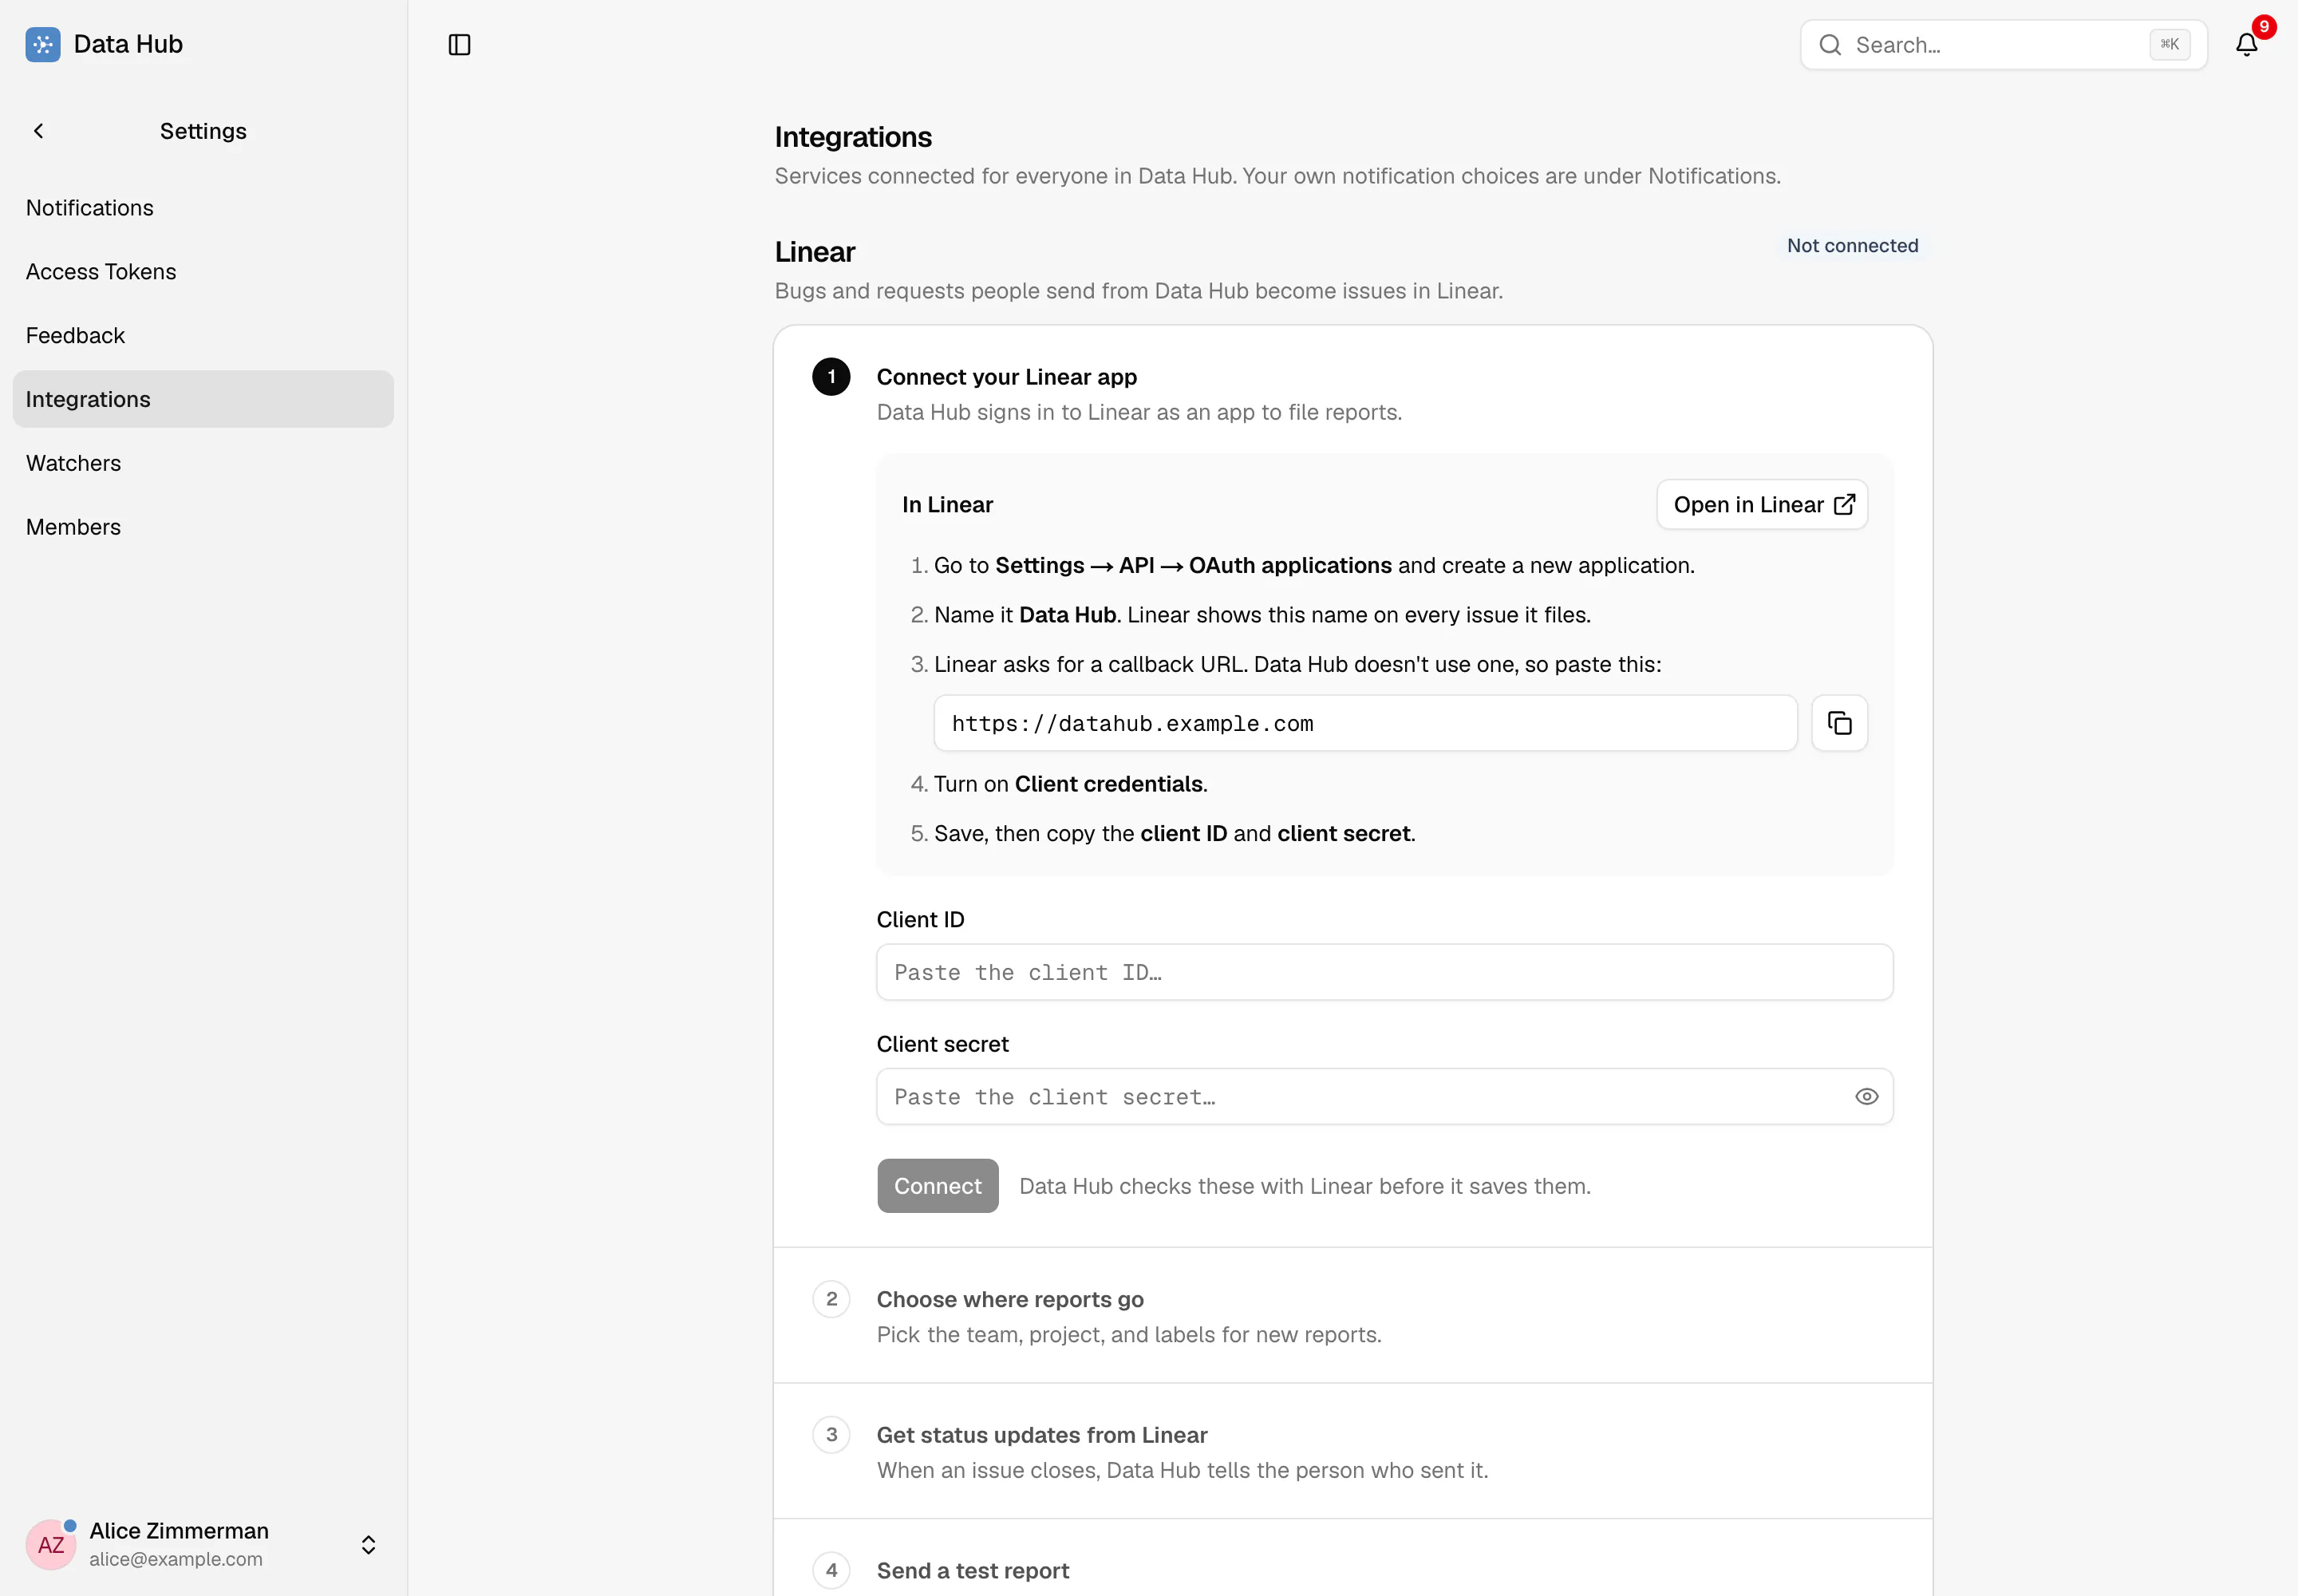 Data Hub
Search…
⌘K
9
Settings
Notifications
Access Tokens
Feedback
Integrations
Watchers
Members
Integrations
Services connected for everyone in Data Hub. Your own notification choices are under Notifications.
Linear
Not connected
Bugs and requests people send from Data Hub become issues in Linear.
1
Connect your Linear app
Data Hub signs in to Linear as an app to file reports.
In Linear
Open in Linear
1. Go to Settings → API → OAuth applications and create a new application.
2. Name it Data Hub. Linear shows this name on every issue it files.
3. Linear asks for a callback URL. Data Hub doesn't use one, so paste this:
https://datahub.example.com
4. Turn on Client credentials.
5. Save, then copy the client ID and client secret.
Client ID
Paste the client ID…
Client secret
Paste the client secret…
Connect
Data Hub checks these with Linear before it saves them.
2
Choose where reports go
Pick the team, project, and labels for new reports.
3
Get status updates from Linear
When an issue closes, Data Hub tells the person who sent it.
4
Send a test report
AZ
Alice Zimmerman
alice@example.com